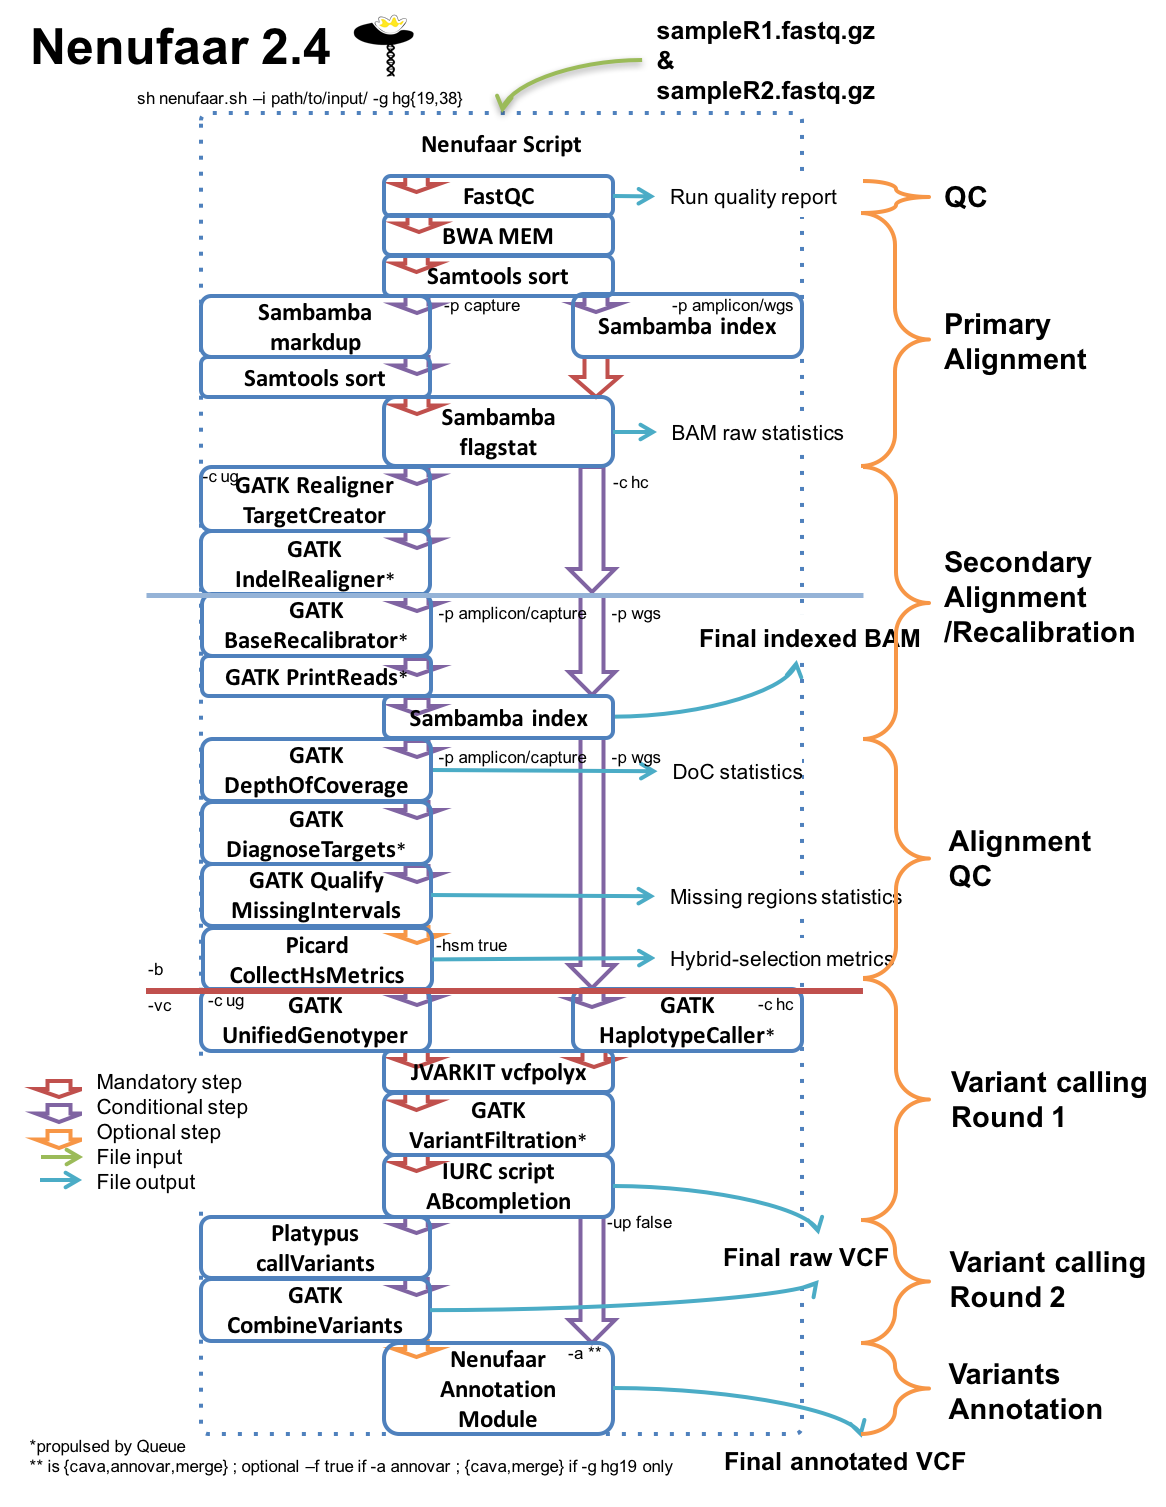 Nenufaar 2.4
sampleR1.fastq.gz
&
sampleR2.fastq.gz
sh nenufaar.sh –i path/to/input/ -g hg{19,38}
Nenufaar Script
FastQC
Run quality report
QC
BWA MEM
Samtools sort
-p capture
-p amplicon/wgs
Sambamba
markdup
Sambamba index
Primary
Alignment
Samtools sort
Sambamba
flagstat
BAM raw statistics
-c ug
GATK Realigner
TargetCreator
-c hc
GATK
IndelRealigner*
Secondary
Alignment
/Recalibration
GATK
BaseRecalibrator*
-p amplicon/capture
-p wgs
Final indexed BAM
GATK PrintReads*
Sambamba index
GATK
DepthOfCoverage
-p amplicon/capture
-p wgs
DoC statistics
GATK
DiagnoseTargets*
Alignment
QC
GATK Qualify
MissingIntervals
Missing regions statistics
Picard
CollectHsMetrics
-hsm true
Hybrid-selection metrics
-b
-vc
-c ug
GATK
UnifiedGenotyper
GATK
HaplotypeCaller*
-c hc
JVARKIT vcfpolyx
Mandatory step
Conditional step
Optional step
File input
File output
GATK
VariantFiltration*
Variant calling
Round 1
IURC script
ABcompletion
-up false
Platypus
callVariants
Final raw VCF
Variant calling
Round 2
GATK
CombineVariants
Nenufaar
Annotation
Module
-a **
Variants
Annotation
*propulsed by Queue
** is {cava,annovar,merge} ; optional –f true if -a annovar ; {cava,merge} if -g hg19 only
Final annotated VCF